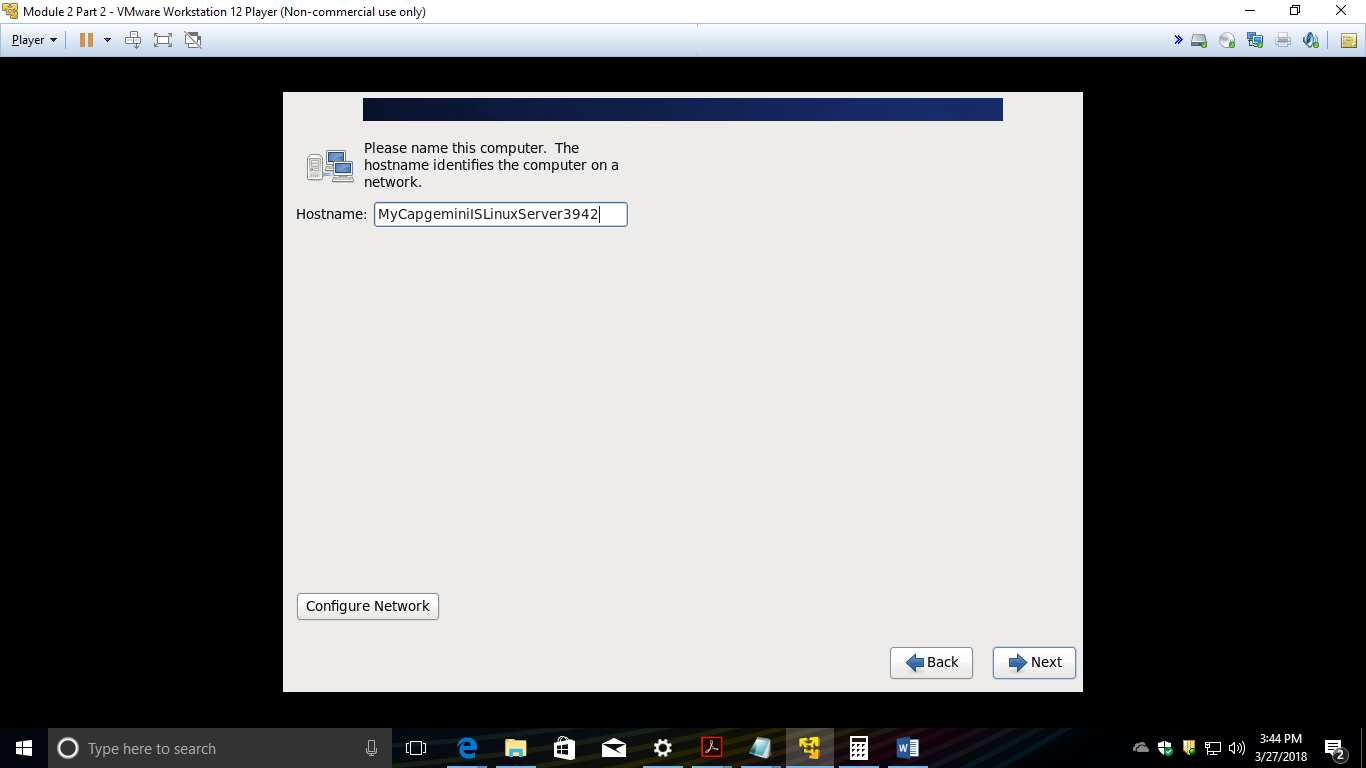 Module 2 Part 2 - VMware Workstation 12 Player (Non-commercial use only)
Player
Please name this computer.  The
hostname identifies the computer on a
network.
Hostname: MyCapgeminiISLinuxServer3942
Configure Network
Back
Next
Type here to search
3:44 PM
3/27/2018
2